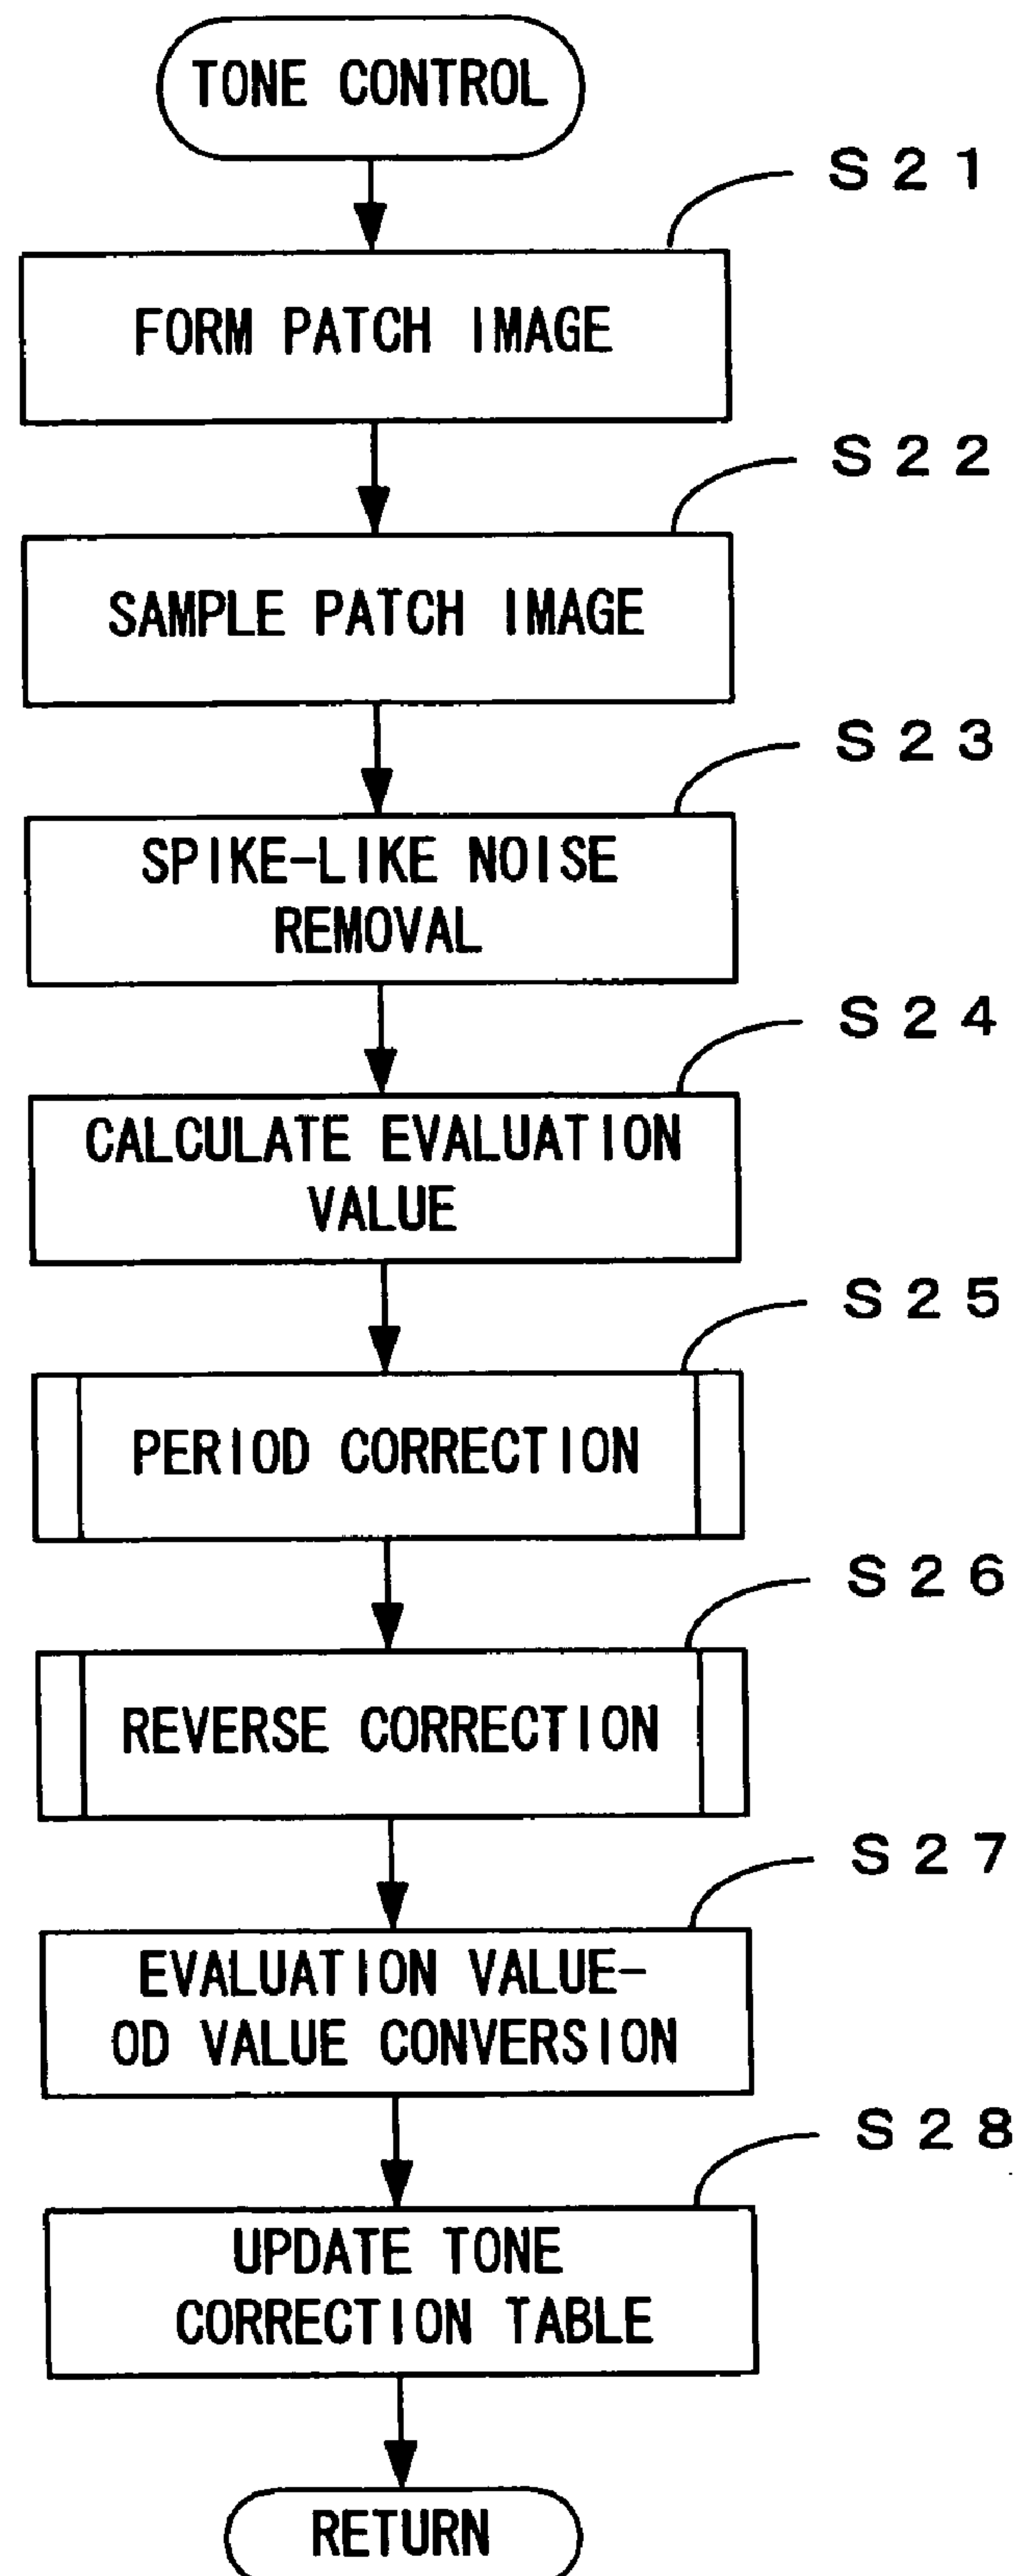 TONE CONTROL
S21
FORM PATCH IMAGE
S22
SAMPLE PATCH IMAGE
S23
SPIKE-LIKE NOISE
REMOVAL
S24
CALCULATE EVALUATION
VALUE
S25
PERIOD CORRECTION
S26
REVERSE CORRECTION
S27
EVALUATION VALUE-
OD VALUE CONVERSION
S28
UPDATE TONE
CORRECTION TABLE
RETURN